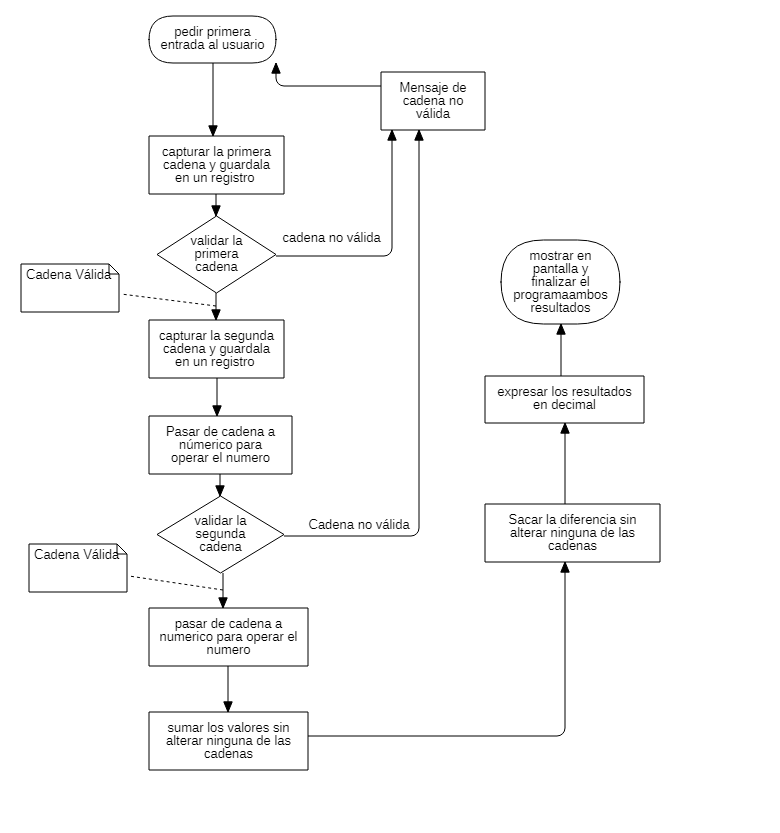 pedir primera
entrada al usuario
Mensaje de
cadena no
válida
capturar la primera
cadena y guardala
en un registro
validar la
primera
cadena
cadena no válida
Cadena Válida
capturar la segunda
cadena y guardala
en un registro
Pasar de cadena a
númerico para
operar el numero
validar la
segunda
cadena
Cadena no válida
Cadena Válida
pasar de cadena a
numerico para operar el
numero
sumar los valores sin
alterar ninguna de las
cadenas
Sacar la diferencia sin
alterar ninguna de las
cadenas
expresar los resultados
en decimal
mostrar en
pantalla y
finalizar el
programaambos
resultados